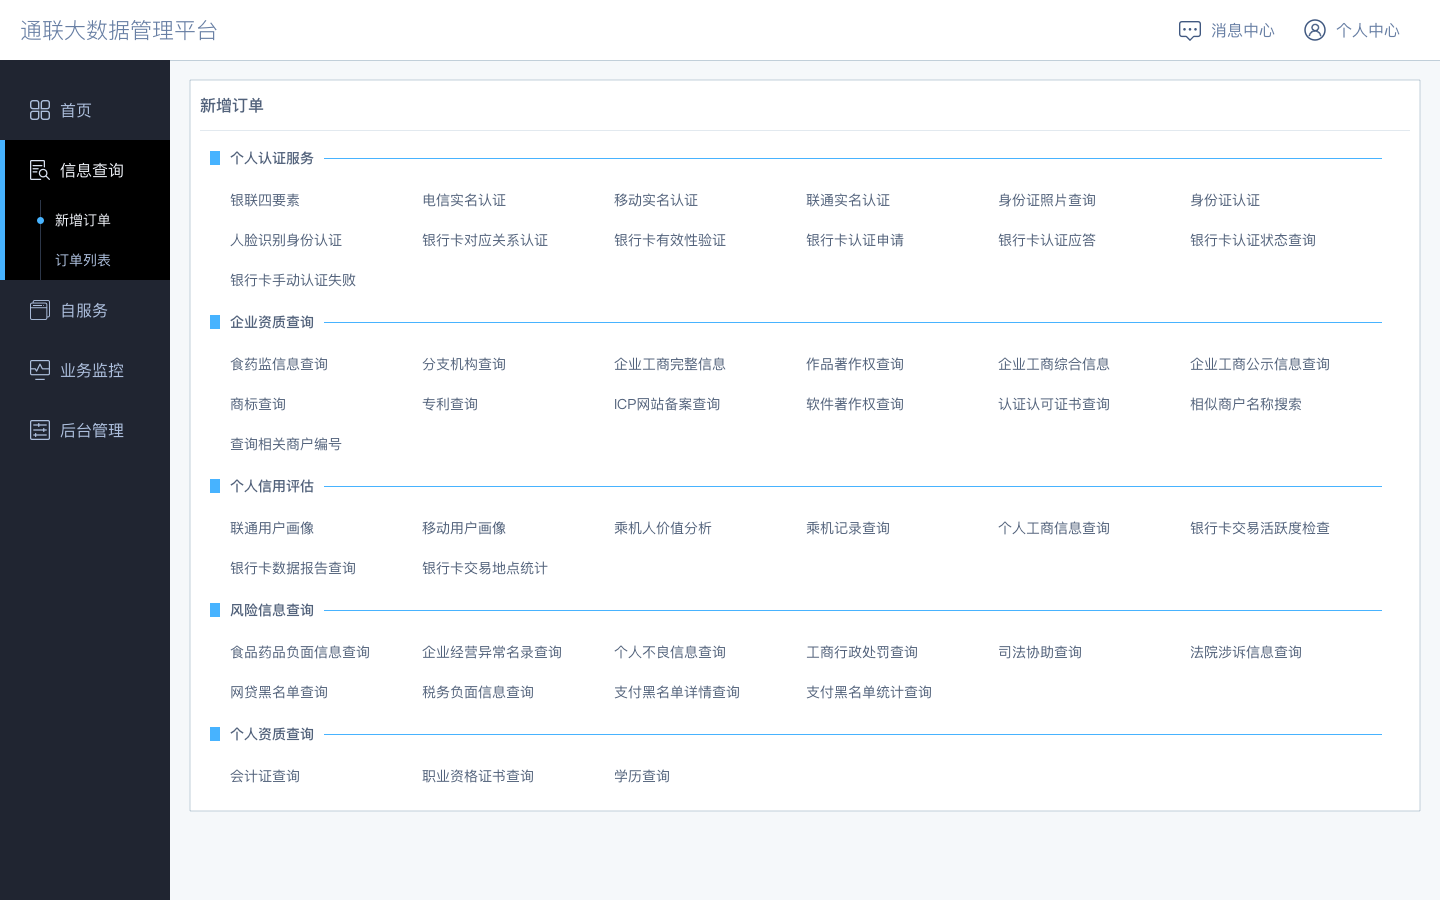 通联大数据管理平台
消息中心
个人中心
首页
信息查询
新增订单
订单列表
自服务
业务监控
后台管理
新增订单
个人认证服务
银联四要素 电信实名认证 移动实名认证 联通实名认证 身份证照片查询 身份证认证
人脸识别身份认证 银行卡对应关系认证 银行卡有效性验证 银行卡认证申请 银行卡认证应答 银行卡认证状态查询
银行卡手动认证失败
企业资质查询
食药监信息查询 分支机构查询 企业工商完整信息 作品著作权查询 企业工商综合信息 企业工商公示信息查询
商标查询 专利查询 ICP网站备案查询 软件著作权查询 认证认可证书查询 相似商户名称搜索
查询相关商户编号
个人信用评估
联通用户画像 移动用户画像 乘机人价值分析 乘机记录查询 个人工商信息查询 银行卡交易活跃度检查
银行卡数据报告查询 银行卡交易地点统计
风险信息查询
食品药品负面信息查询 企业经营异常名录查询 个人不良信息查询 工商行政处罚查询 司法协助查询 法院涉诉信息查询
网贷黑名单查询 税务负面信息查询 支付黑名单详情查询 支付黑名单统计查询
个人资质查询
会计证查询 职业资格证书查询 学历查询